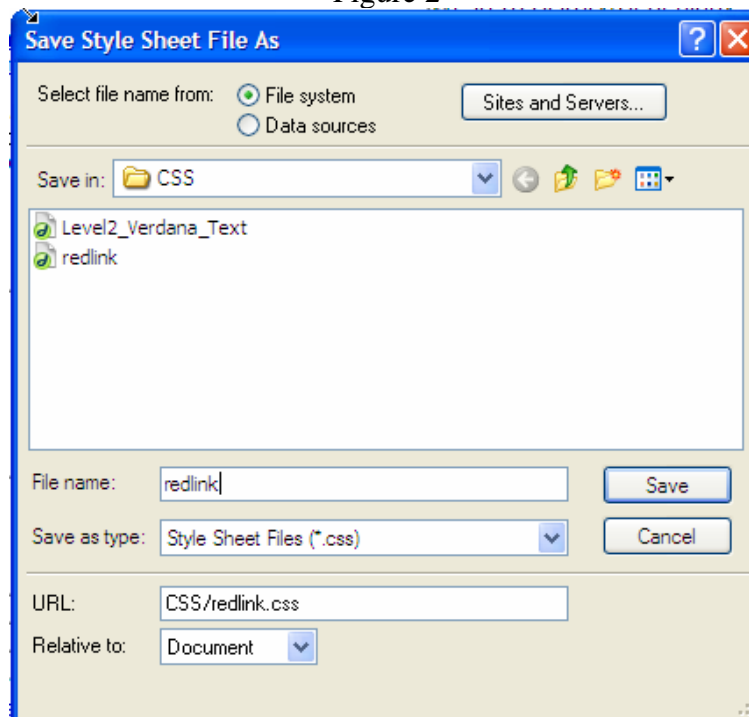 Figure 2
Save Style Sheet File As
Select file name from: File system Sites and Servers...
Data sources
Save in: CSS
Level2_Verdana_Text
redlink
File name: redlink Save
Save as type: Style Sheet Files (*.css) Cancel
URL: CSS/redlink.css
Relative to: Document